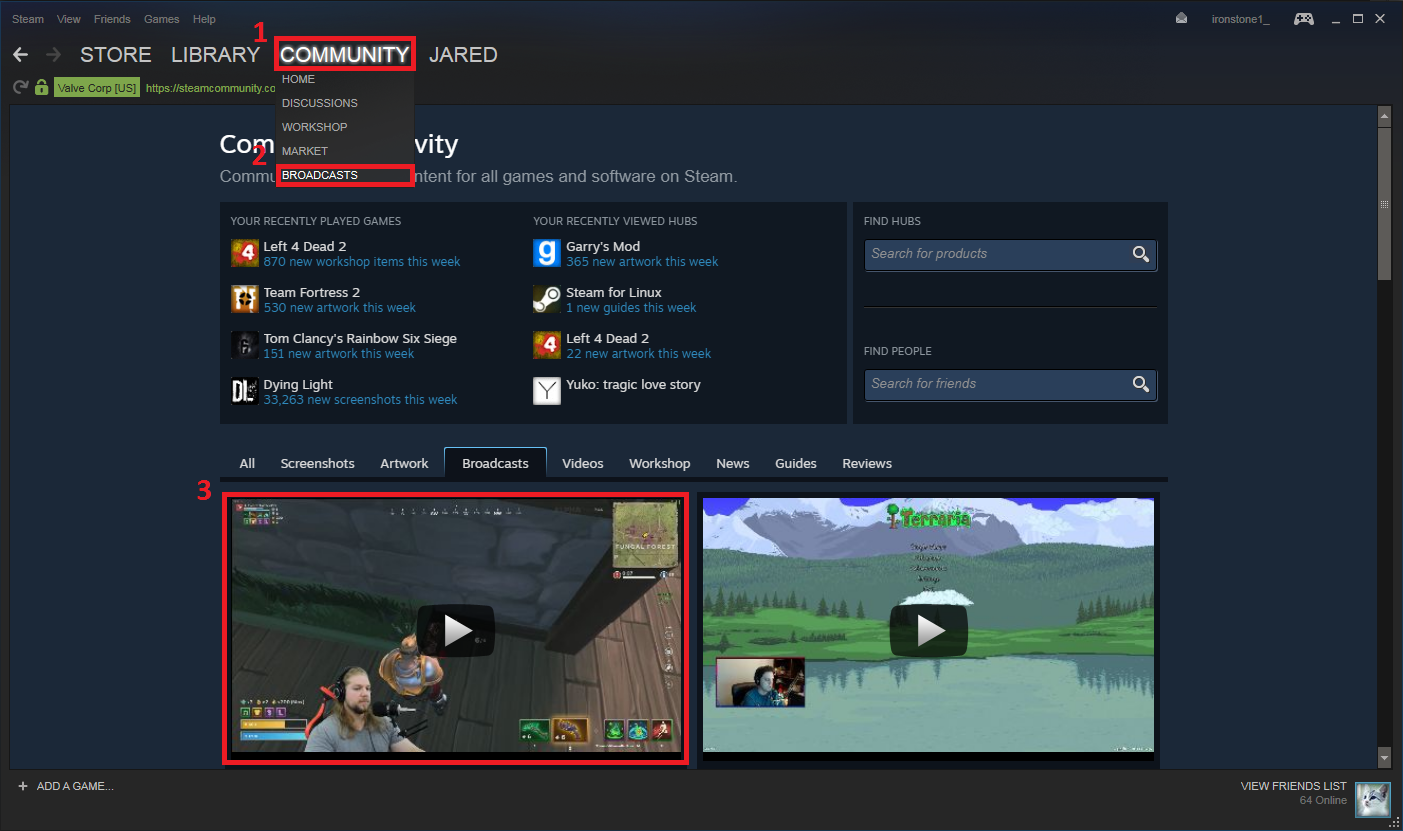 Steam View Friends Games Help
ironstone1_
1
STORE LIBRARY COMMUNITY JARED
Valve Corp [US] https://steamcommunity.co
HOME
DISCUSSIONS
WORKSHOP
MARKET
2
BROADCASTS
Com vity
Commu ntent for all games and software on Steam.
YOUR RECENTLY PLAYED GAMES
Left 4 Dead 2
870 new workshop items this week
Team Fortress 2
530 new artwork this week
Tom Clancy's Rainbow Six Siege
151 new artwork this week
Dying Light
33,263 new screenshots this week
YOUR RECENTLY VIEWED HUBS
Garry's Mod
365 new artwork this week
Steam for Linux
1 new guides this week
Left 4 Dead 2
22 new artwork this week
Yuko: tragic love story
FIND HUBS
Search for products
FIND PEOPLE
Search for friends
All Screenshots Artwork Broadcasts Videos Workshop News Guides Reviews
3
FUNGAL FOREST
Terraria
+ ADD A GAME...
VIEW FRIENDS LIST
64 Online